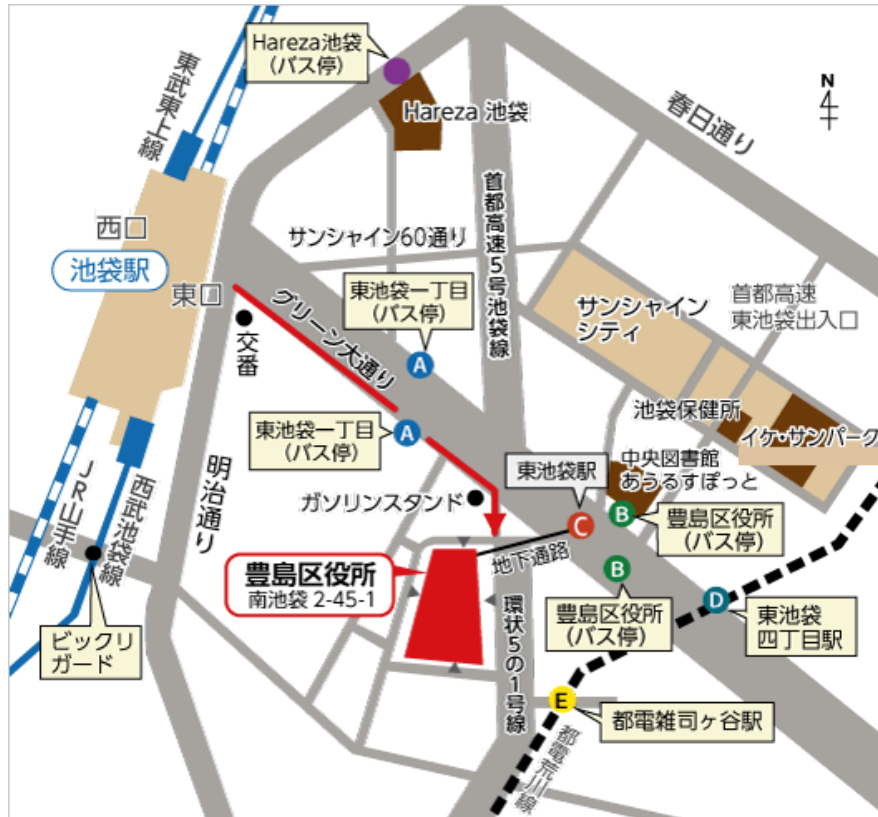 Hareza池袋
(バス停)
東武東上線
Hareza 池袋
N
春日通り
首都高速5号池袋線
西口
池袋駅
東口
サンシャイン60通り
東池袋一丁目
(バス停)
A
グリーン大通り
交番
サンシャイン
シティ
首都高速
東池袋出入口
池袋保健所
イケ・サンパーク
東池袋一丁目
(バス停)
A
東池袋駅
中央図書館
あうるすぽっと
明治通り
ガソリンスタンド
C
B
豊島区役所
(バス停)
JR山手線
西武池袋線
豊島区役所
南池袋 2-45-1
地下通路
B
豊島区役所
(バス停)
D
東池袋
四丁目駅
ビックリ
ガード
環状5の1号線
E
都電雑司ヶ谷駅
都電荒川線